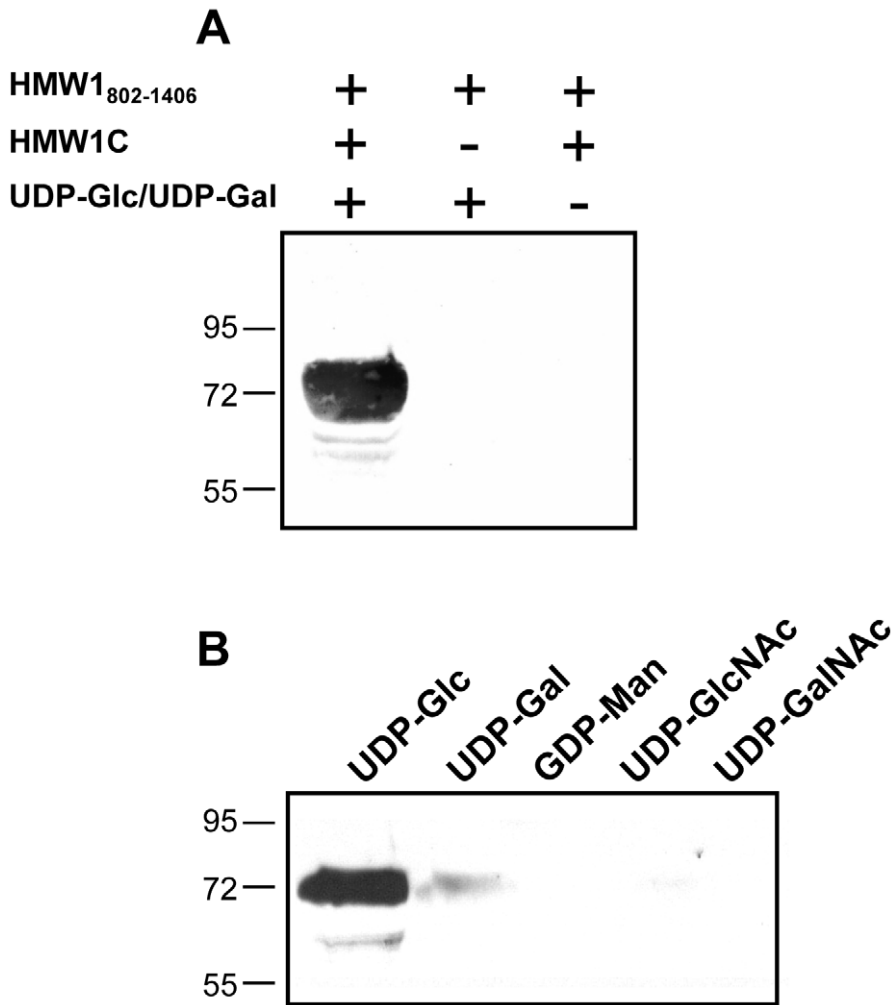 A
HMW1802-1406 + + +
HMW1C + - +
UDP-Glc/UDP-Gal + + -
95
72
55
B
UDP-Glc UDP-Gal GDP-Man UDP-GlcNAc UDP-GalNAc
95
72
55